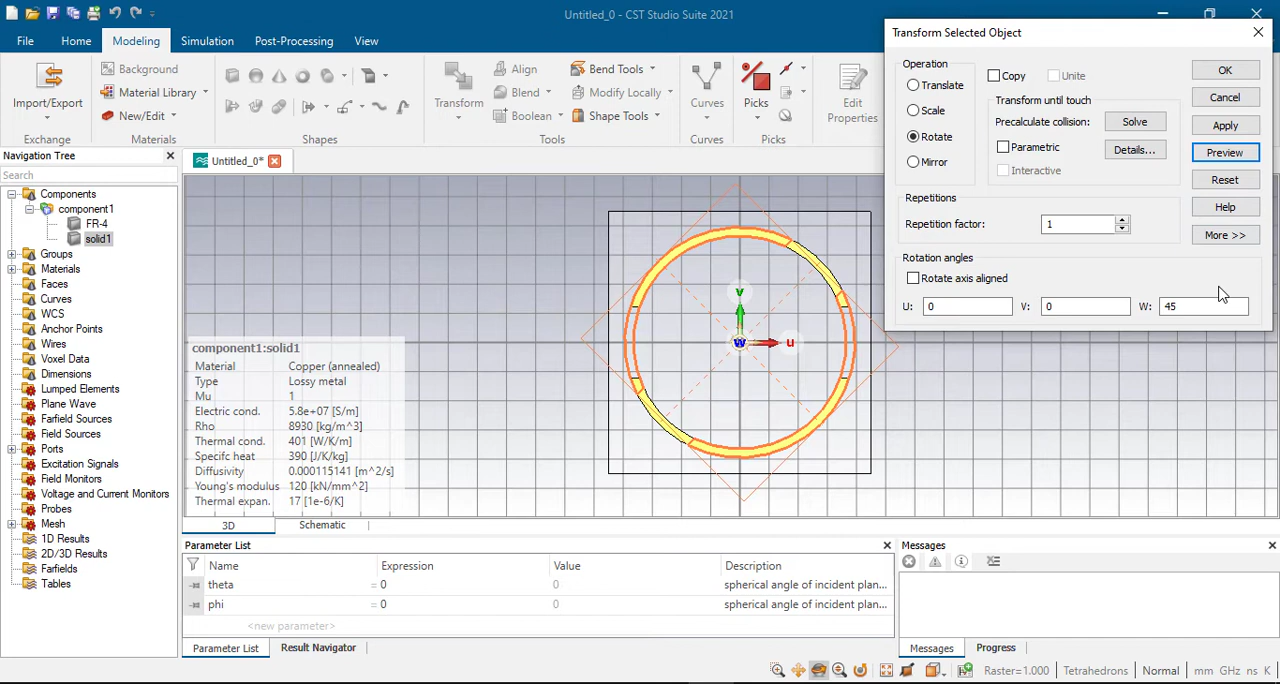 Untitled_0 - CST Studio Suite 2021
File Home Modeling Simulation Post-Processing View
Import/Export
Exchange
Background
Material Library
New/Edit
Materials
Shapes
Transform
Align
Blend
Boolean
Bend Tools
Modify Locally
Shape Tools
Tools
Curves
Curves
Picks
Picks
Edit
Properties
Transform Selected Object
Operation
Translate
Scale
Rotate
Mirror
Copy
Unite
Transform until touch
Precalculate collision:
Solve
Parametric
Details...
Interactive
OK
Cancel
Apply
Preview
Reset
Help
More >>
Repetitions
Repetition factor: 1
Rotation angles
Rotate axis aligned
U: 0 V: 0 W: 45
Navigation Tree
Search
Components
component1
FR-4
solid1
Groups
Materials
Faces
Curves
WCS
Anchor Points
Wires
Voxel Data
Dimensions
Lumped Elements
Plane Wave
Farfield Sources
Field Sources
Ports
Excitation Signals
Field Monitors
Voltage and Current Monitors
Probes
Mesh
1D Results
2D/3D Results
Farfields
Tables
Untitled_0*
v
w
u
component1:solid1
Material Copper (annealed)
Type Lossy metal
Mu 1
Electric cond. 5.8e+07 [S/m]
Rho 8930 [kg/m^3]
Thermal cond. 401 [W/K/m]
Specifc heat 390 [J/K/kg]
Diffusivity 0.000115141 [m^2/s]
Young's modulus 120 [kN/mm^2]
Thermal expan. 17 [1e-6/K]
3D Schematic
Parameter List
Name Expression Value Description
theta = 0 0 spherical angle of incident plan...
phi = 0 0 spherical angle of incident plan...
<new parameter>
Parameter List Result Navigator
Messages
Messages Progress
Raster=1.000 Tetrahedrons Normal mm GHz ns K